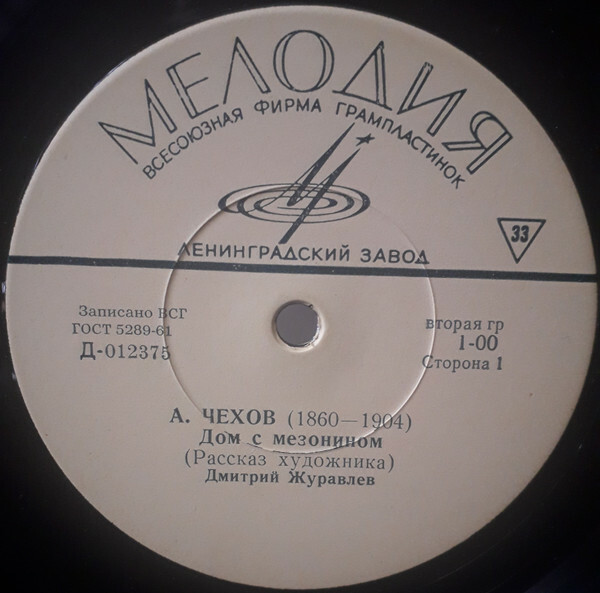 МЕЛОДИЯ
ВСЕСОЮЗНАЯ ФИРМА ГРАМПЛАСТИНОК
ЛЕНИНГРАДСКИЙ ЗАВОД
33
Записано ВСГ
ГОСТ 5289-61
Д-012375
вторая гр
1-00
Сторона 1
А. ЧЕХОВ (1860—1904)
Дом с мезонином
(Рассказ художника)
Дмитрий Журавлев